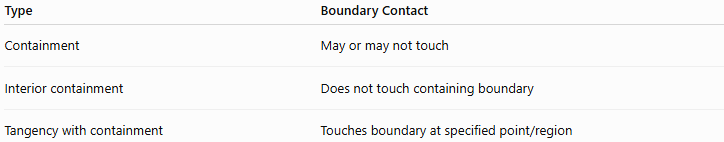 Type Boundary Contact
Containment May or may not touch
Interior containment Does not touch containing boundary
Tangency with containment Touches boundary at specified point/region